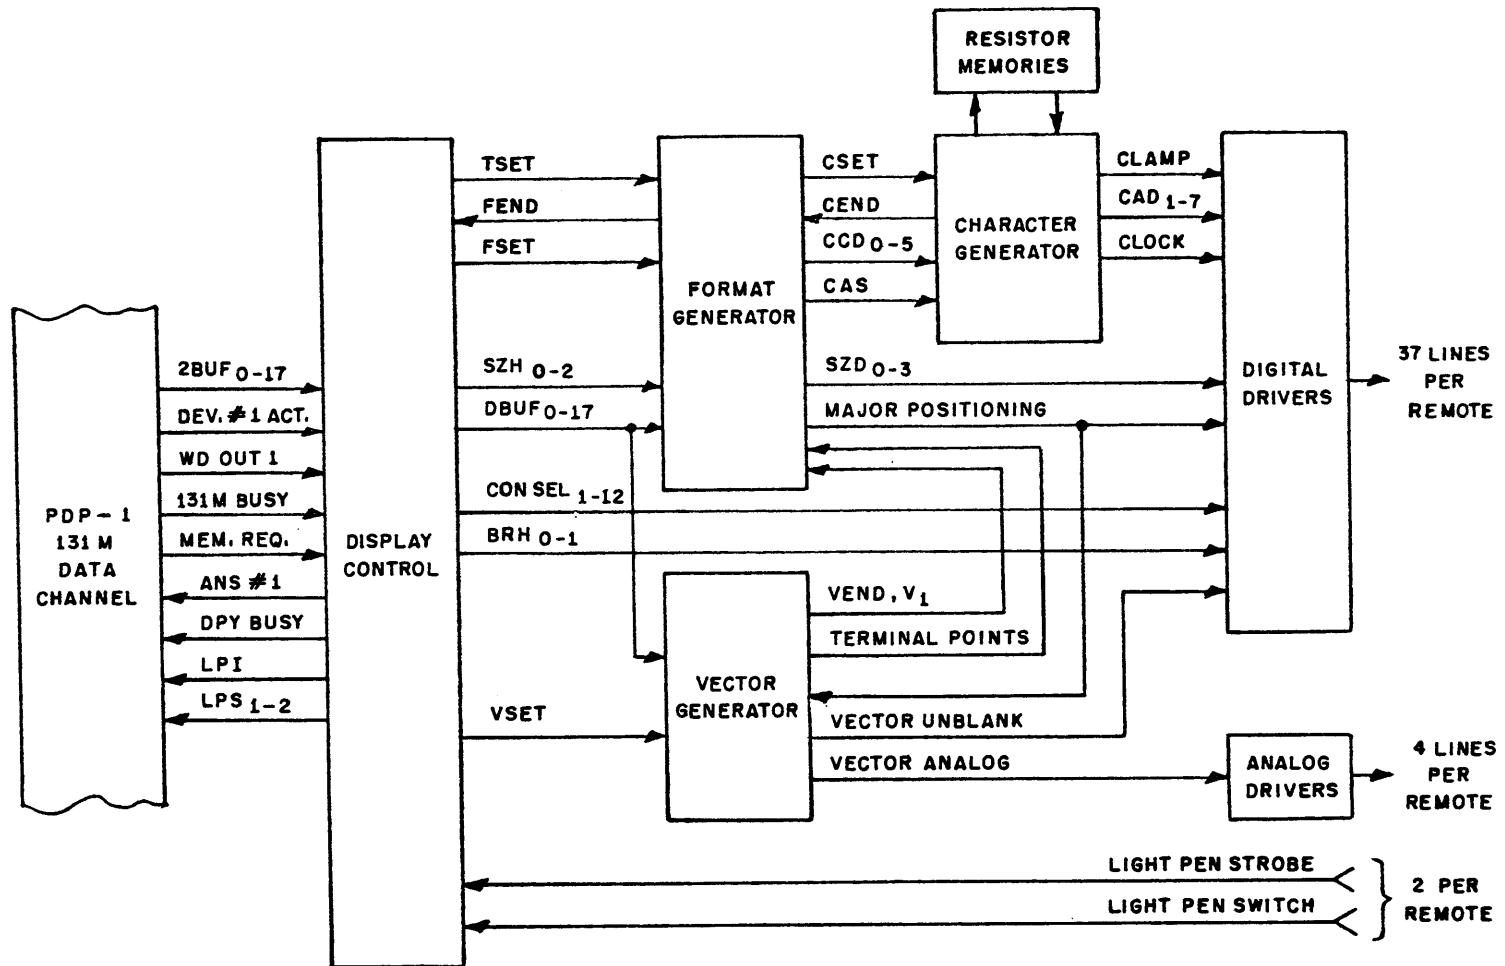 RESISTOR
MEMORIES
TSET
FEND
FSET
SZH 0-2
DBUF 0-17
CON SEL 1-12
BRH 0-1
VSET
CSET
CEND
CCD 0-5
CAS
SZD 0-3
MAJOR POSITIONING
CHARACTER
GENERATOR
CLAMP
CAD 1-7
CLOCK
FORMAT
GENERATOR
DIGITAL
DRIVERS
37 LINES
PER
REMOTE
2BUF 0-17
DEV. #1 ACT.
WD OUT 1
131M BUSY
MEM. REQ.
ANS #1
DPY BUSY
LPI
LPS 1-2
PDP-1
131 M
DATA
CHANNEL
DISPLAY
CONTROL
VEND, V1
TERMINAL POINTS
VECTOR
GENERATOR
VECTOR UNBLANK
VECTOR ANALOG
ANALOG
DRIVERS
4 LINES
PER
REMOTE
LIGHT PEN STROBE
LIGHT PEN SWITCH
2 PER
REMOTE